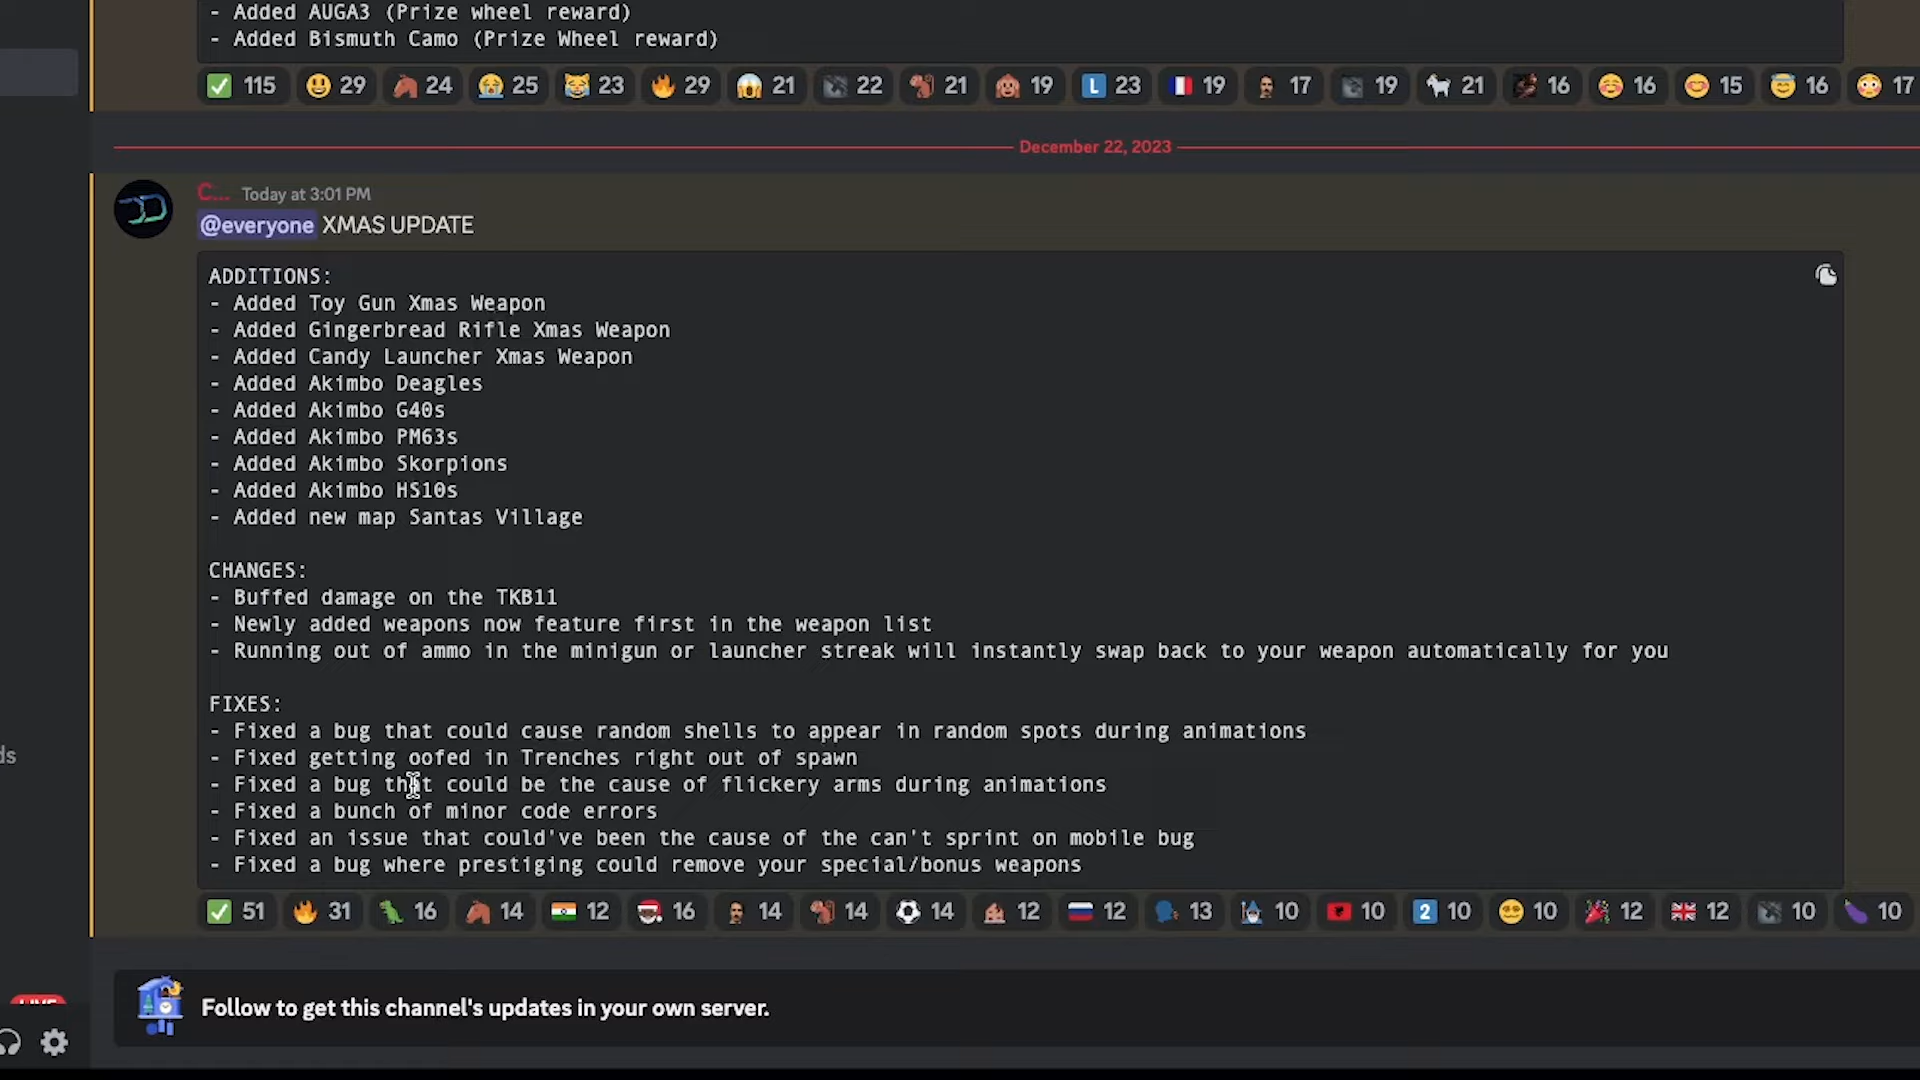 - Added AUGA3 (Prize wheel reward)
- Added Bismuth Camo (Prize Wheel reward)
115 29 24 25 23 29 21 22 21 19 L 23 19 17 19 21 16 16 15 16 17
December 22, 2023
C... Today at 3:01 PM
@everyone XMAS UPDATE
ADDITIONS:
- Added Toy Gun Xmas Weapon
- Added Gingerbread Rifle Xmas Weapon
- Added Candy Launcher Xmas Weapon
- Added Akimbo Deagles
- Added Akimbo G40s
- Added Akimbo PM63s
- Added Akimbo Skorpions
- Added Akimbo HS10s
- Added new map Santas Village
CHANGES:
- Buffed damage on the TKB11
- Newly added weapons now feature first in the weapon list
- Running out of ammo in the minigun or launcher streak will instantly swap back to your weapon automatically for you
FIXES:
- Fixed a bug that could cause random shells to appear in random spots during animations
- Fixed getting oofed in Trenches right out of spawn
ds
- Fixed a bug that could be the cause of flickery arms during animations
- Fixed a bunch of minor code errors
- Fixed an issue that could've been the cause of the can't sprint on mobile bug
- Fixed a bug where prestiging could remove your special/bonus weapons
51 31 16 14 12 16 14 14 14 12 12 13 10 10 2 10 10 12 12 10 10
LIVE
Follow to get this channel's updates in your own server.